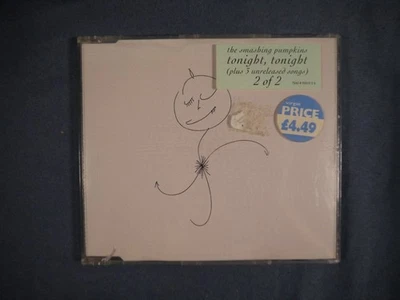 the smashing pumpkins
tonight, tonight
(plus 3 unreleased songs)
2 of 2
PRICE
£4.49